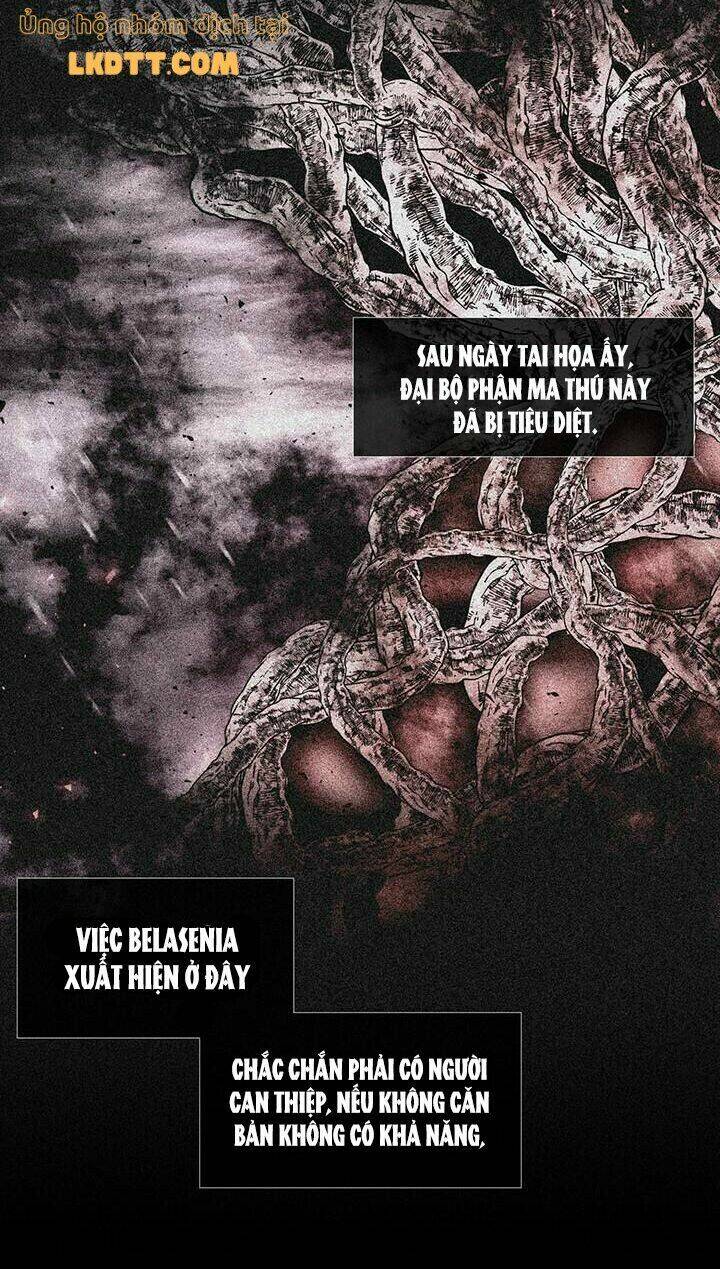 Ủng hộ nhóm dịch tại
LKDTT.COM
SAU NGÀY TAI HỌA ẤY,
ĐẠI BỘ PHẬN MA THÚ NÀY
ĐÃ BỊ TIÊU DIỆT.
VIỆC BELASENIA
XUẤT HIỆN Ở ĐÂY
CHẮC CHẮN PHẢI CÓ NGƯỜI
CAN THIỆP, NẾU KHÔNG CĂN
BẢN KHÔNG CÓ KHẢ NĂNG,